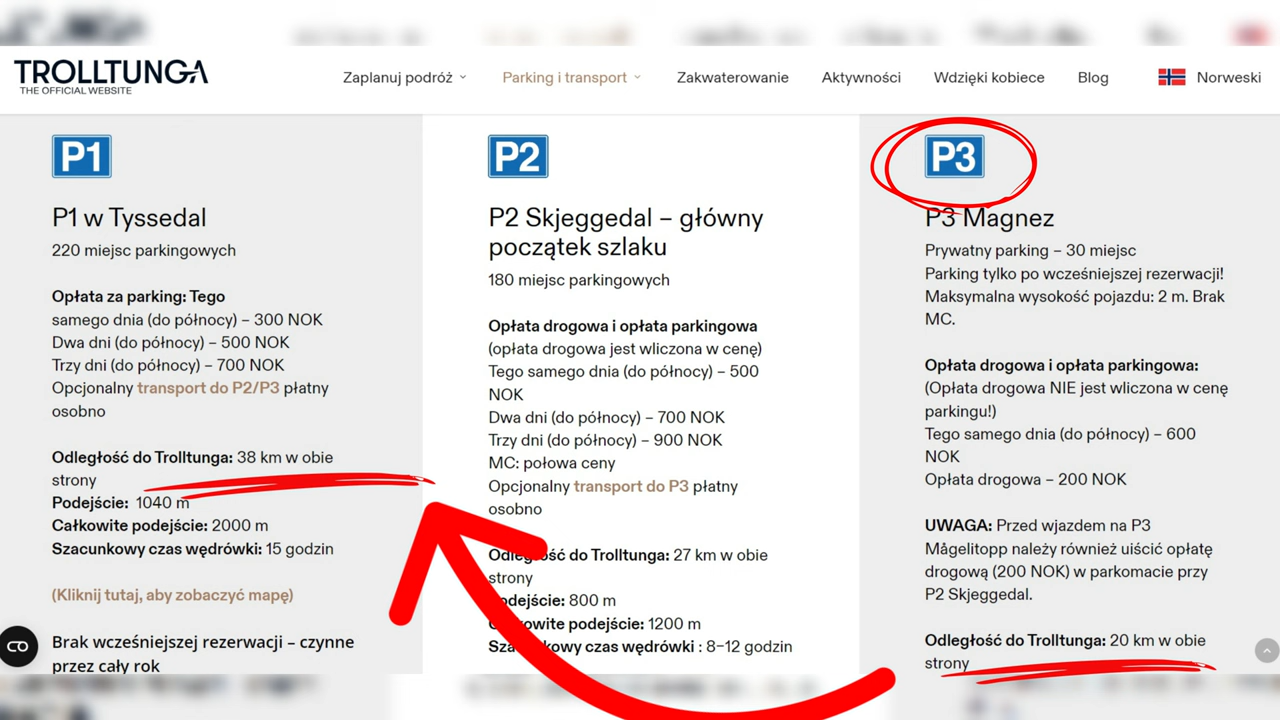 TROLLTUNGA
THE OFFICIAL WEBSITE
Zaplanuj podróż
Parking i transport
Zakwaterowanie
Aktywności
Wdzięki kobiece
Blog
Norweski
P1
P1 w Tyssedal
220 miejsc parkingowych
Opłata za parking: Tego
samego dnia (do północy) – 300 NOK
Dwa dni (do północy) – 500 NOK
Trzy dni (do północy) – 700 NOK
Opcjonalny transport do P2/P3 płatny
osobno
Odległość do Trolltunga: 38 km w obie
strony
Podejście: 1040 m
Całkowite podejście: 2000 m
Szacunkowy czas wędrówki: 15 godzin
(Kliknij tutaj, aby zobaczyć mapę)
Brak wcześniejszej rezerwacji – czynne
przez cały rok
P2
P2 Skjeggedal – główny
początek szlaku
180 miejsc parkingowych
Opłata drogowa i opłata parkingowa
(opłata drogowa jest wliczona w cenę)
Tego samego dnia (do północy) – 500
NOK
Dwa dni (do północy) – 700 NOK
Trzy dni (do północy) – 900 NOK
MC: połowa ceny
Opcjonalny transport do P3 płatny
osobno
Odległość do Trolltunga: 27 km w obie
strony
Podejście: 800 m
Całkowite podejście: 1200 m
Szacunkowy czas wędrówki : 8–12 godzin
P3
P3 Magnez
Prywatny parking – 30 miejsc
Parking tylko po wcześniejszej rezerwacji!
Maksymalna wysokość pojazdu: 2 m. Brak
MC.
Opłata drogowa i opłata parkingowa:
(Opłata drogowa NIE jest wliczona w cenę
parkingu!)
Tego samego dnia (do północy) – 600
NOK
Opłata drogowa – 200 NOK
UWAGA: Przed wjazdem na P3
Mågelitopp należy również uiścić opłatę
drogową (200 NOK) w parkomacie przy
P2 Skjeggedal.
Odległość do Trolltunga: 20 km w obie
strony